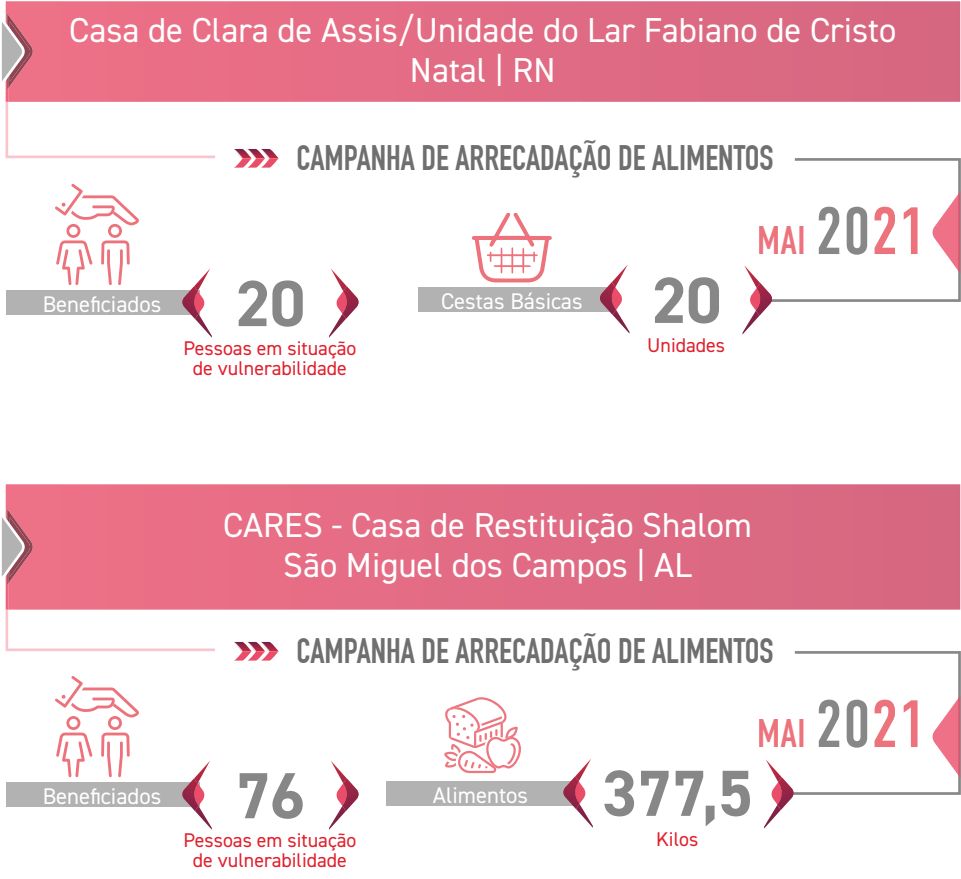 Casa de Clara de Assis/Unidade do Lar Fabiano de Cristo
Natal | RN
CAMPANHA DE ARRECADAÇÃO DE ALIMENTOS
MAI 2021
Beneficiados
20
Pessoas em situação
de vulnerabilidade
Cestas Básicas
20
Unidades
CARES - Casa de Restituição Shalom
São Miguel dos Campos | AL
CAMPANHA DE ARRECADAÇÃO DE ALIMENTOS
MAI 2021
Beneficiados
76
Pessoas em situação
de vulnerabilidade
Alimentos
377,5
Kilos